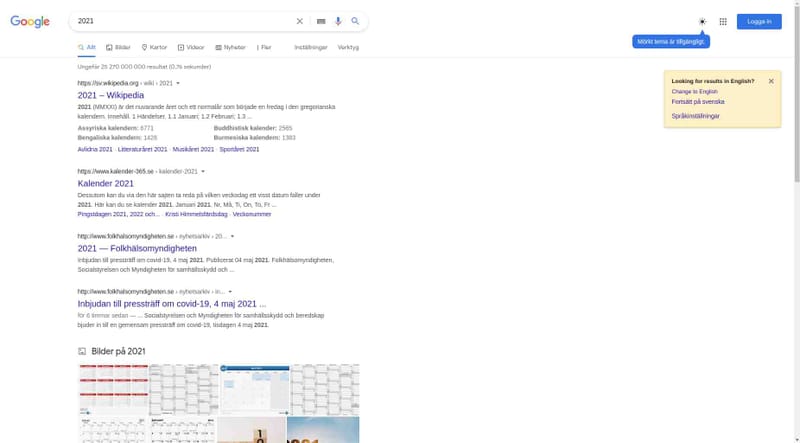 Google
2021
Logga in
Allt
Bilder
Kartor
Videor
Nyheter
Fler
Inställningar
Verktyg
Mörkt tema är tillgängligt.
Ungefär 25 270 000 000 resultat (0,76 sekunder)
https://sv.wikipedia.org › wiki › 2021
2021 – Wikipedia
2021 (MMXXI) är det nuvarande året och ett normalår som började en fredag i den gregorianska
kalendern. Innehåll. 1 Händelser. 1.1 Januari; 1.2 Februari; 1.3 ...
Assyriska kalendern: 6771
Buddhistisk kalender: 2565
Bengaliska kalendern: 1428
Burmesiska kalendern: 1383
Avlidna 2021 · Litteraturåret 2021 · Musikåret 2021 · Sportåret 2021
https://www.kalender-365.se › kalender-2021
Kalender 2021
Dessutom kan du via den här sajten ta reda på vilken veckodag ett visst datum faller under
2021. Här kan du se kalender 2021. Januari 2021. Nr, Må, Ti, On, To, Fr ...
Pingstdagen 2021, 2022 och... · Kristi Himmelsfärdsdag · Veckonummer
http://www.folkhalsomyndigheten.se › nyhetsarkiv › 20...
2021 — Folkhälsomyndigheten
Inbjudan till pressträff om covid-19, 4 maj 2021. Publicerat 04 maj 2021. Folkhälsomyndigheten,
Socialstyrelsen och Myndigheten för samhällsskydd och ...
http://www.folkhalsomyndigheten.se › nyhetsarkiv › in...
Inbjudan till pressträff om covid-19, 4 maj 2021 ...
för 6 timmar sedan — ... Socialstyrelsen och Myndigheten för samhällsskydd och beredskap
bjuder in till en gemensam pressträff om covid-19, tisdagen 4 maj 2021.
Bilder på 2021
Looking for results in English?
Change to English
Fortsätt på svenska
Språkinställningar